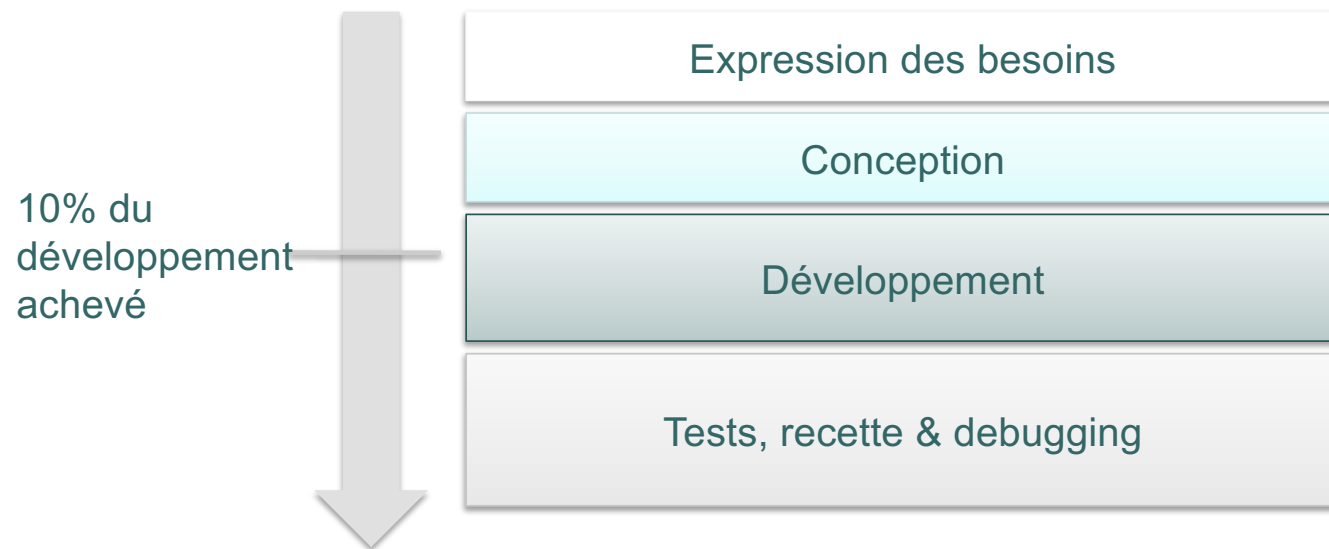 Expression des besoins
Conception
10% du
développement
achevé
Développement
Tests, recette & debugging